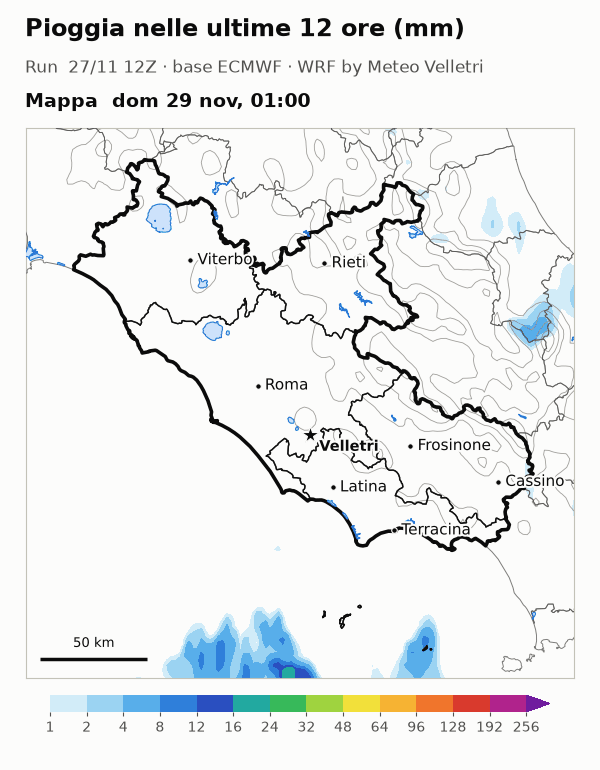 Pioggia nelle ultime 12 ore (mm)
Run  27/11 12Z · base ECMWF · WRF by Meteo Velletri
Mappa  dom 29 nov, 01:00
Viterbo
Rieti
Roma
Velletri
Frosinone
Latina
Cassino
Terracina
50 km
1 2 4 8 12 16 24 32 48 64 96 128 192 256